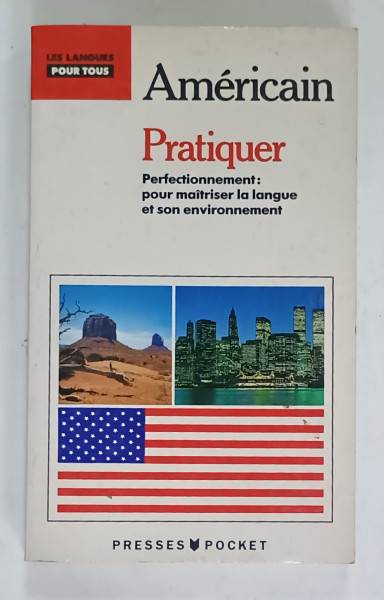 LES LANGUES
POUR TOUS
Américain
Pratiquer
Perfectionnement:
pour maîtriser la langue
et son environnement
PRESSES POCKET